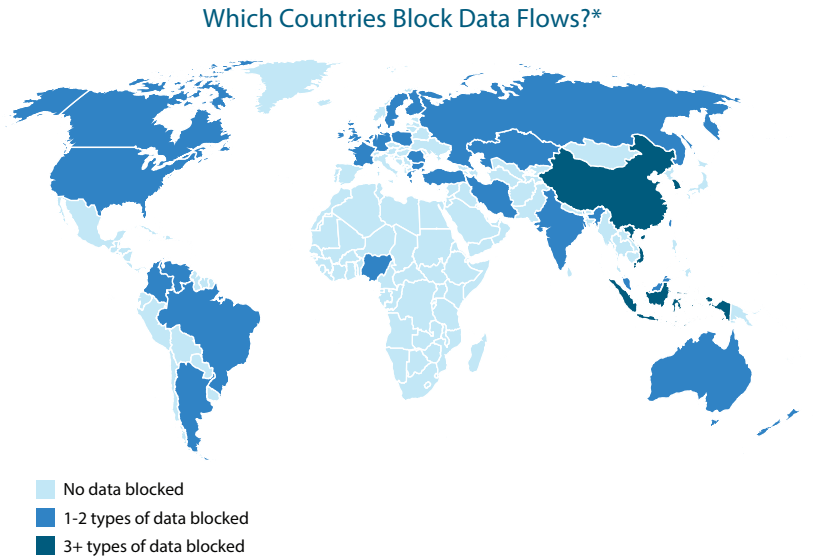 Which Countries Block Data Flows?*
No data blocked
1-2 types of data blocked
3+ types of data blocked